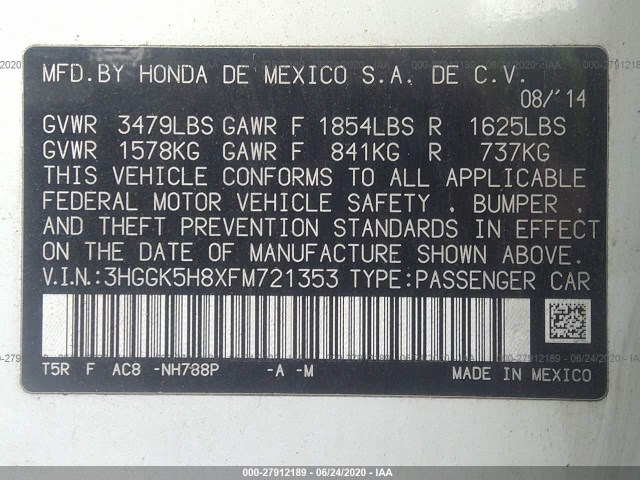 MFD.BY HONDA DE MEXICO S.A. DE C.V.
08/'14
GVWR 3479LBS GAWR F 1854LBS R 1625LBS
GVWR 1578KG GAWR F 841KG R 737KG
THIS VEHICLE CONFORMS TO ALL APPLICABLE
FEDERAL MOTOR VEHICLE SAFETY , BUMPER ,
AND THEFT PREVENTION STANDARDS IN EFFECT
ON THE DATE OF MANUFACTURE SHOWN ABOVE.
V.I.N.:3HGGK5H8XFM721353 TYPE:PASSENGER CAR
T5R F AC8 -NH788P -A -M MADE IN MEXICO
000-27912189 - 06/24/2020 - IAA